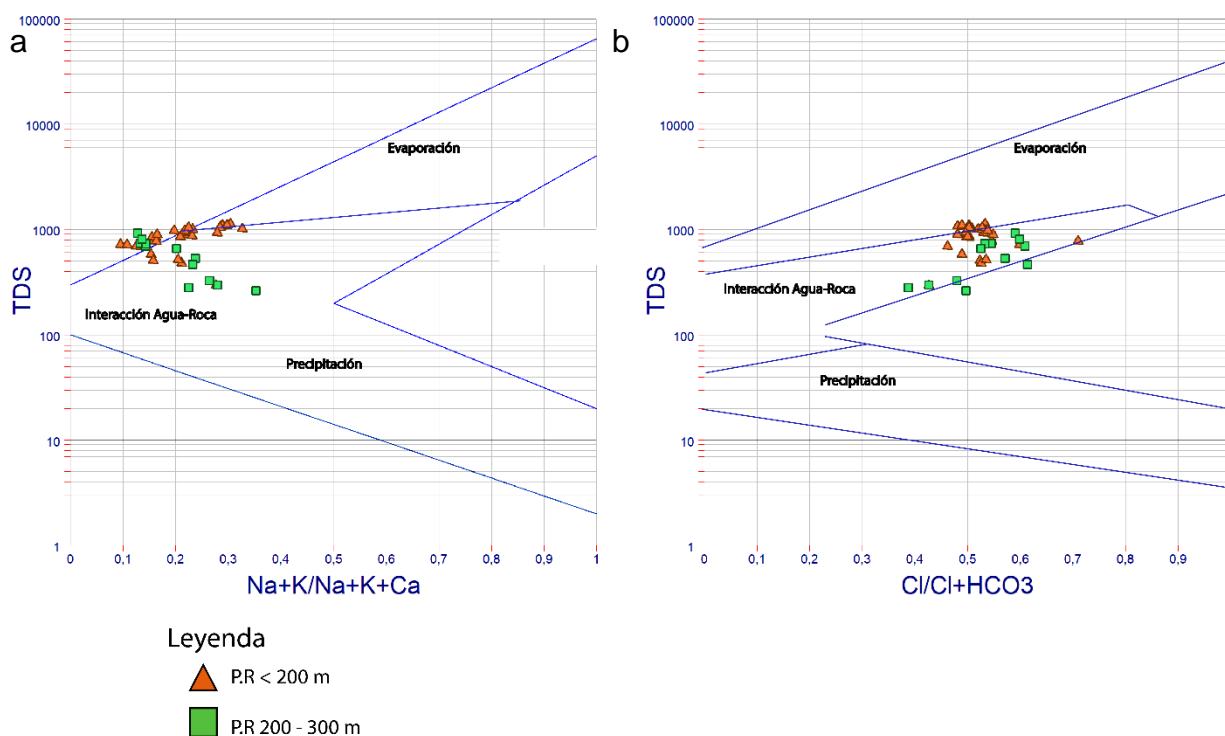 a
100000
10000
1000
100
10
1
TDS
Evaporación
Interacción Agua-Roca
Precipitación
0 0,1 0,2 0,3 0,4 0,5 0,6 0,7 0,8 0,9 1
Na+K/Na+K+Ca
b
100000
10000
1000
100
10
1
TDS
Evaporación
Interacción Agua-Roca
Precipitación
0 0,1 0,2 0,3 0,4 0,5 0,6 0,7 0,8 0,9
Cl/Cl+HCO3
Leyenda
P.R < 200 m
P.R 200 - 300 m